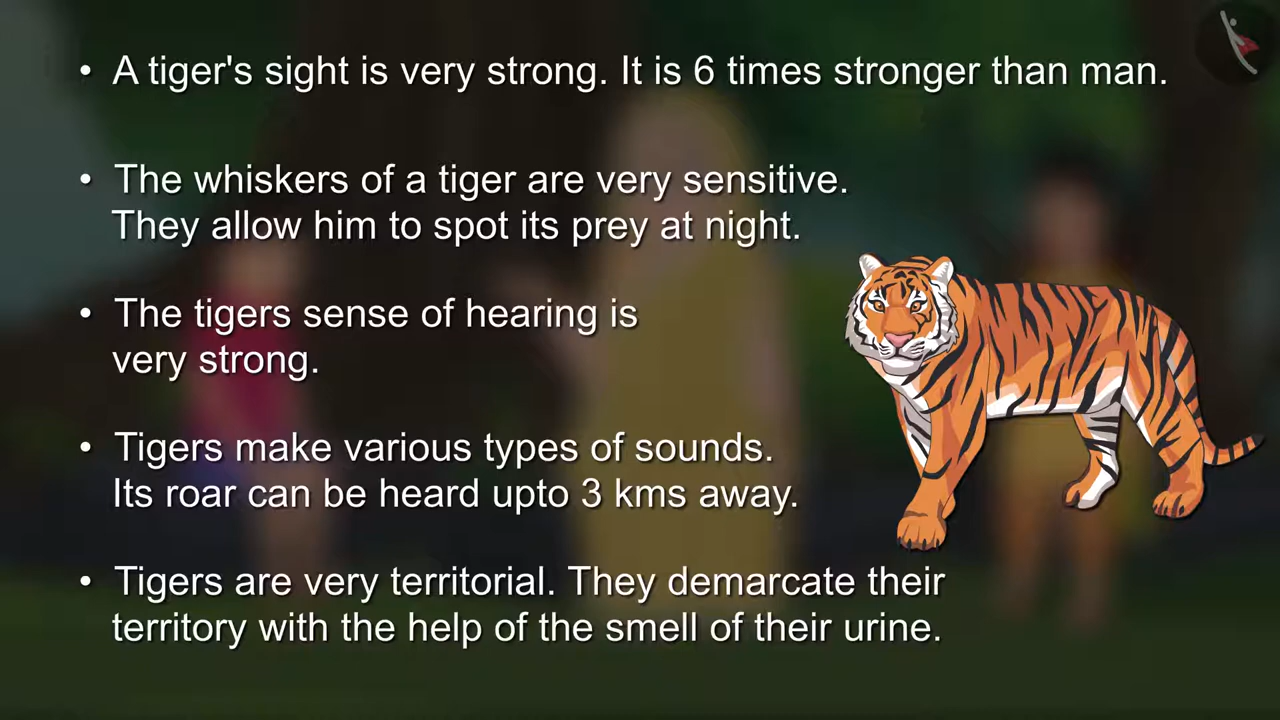 • A tiger's sight is very strong. It is 6 times stronger than man.
• The whiskers of a tiger are very sensitive.
They allow him to spot its prey at night.
• The tigers sense of hearing is
very strong.
• Tigers make various types of sounds.
Its roar can be heard upto 3 kms away.
• Tigers are very territorial. They demarcate their
territory with the help of the smell of their urine.